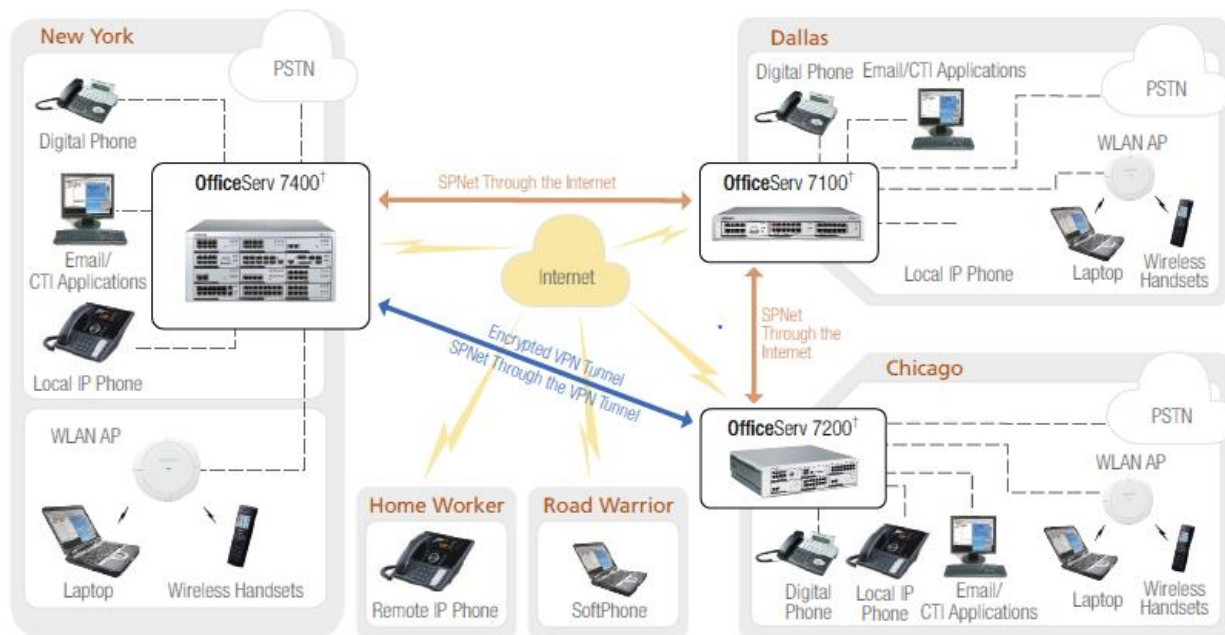 New York
PSTN
Digital Phone
OfficeServ 7400†
Email/
CTI Applications
Local IP Phone
WLAN AP
Laptop
Wireless Handsets
SPNet Through the Internet
Internet
Encrypted VPN Tunnel
SPNet Through the VPN Tunnel
SPNet
Through the
Internet
Home Worker
Remote IP Phone
Road Warrior
SoftPhone
Dallas
Digital Phone
Email/CTI Applications
PSTN
OfficeServ 7100†
WLAN AP
Local IP Phone
Laptop
Wireless
Handsets
Chicago
OfficeServ 7200†
PSTN
WLAN AP
Digital
Phone
Local IP
Phone
Email/
CTI Applications
Laptop
Wireless
Handsets